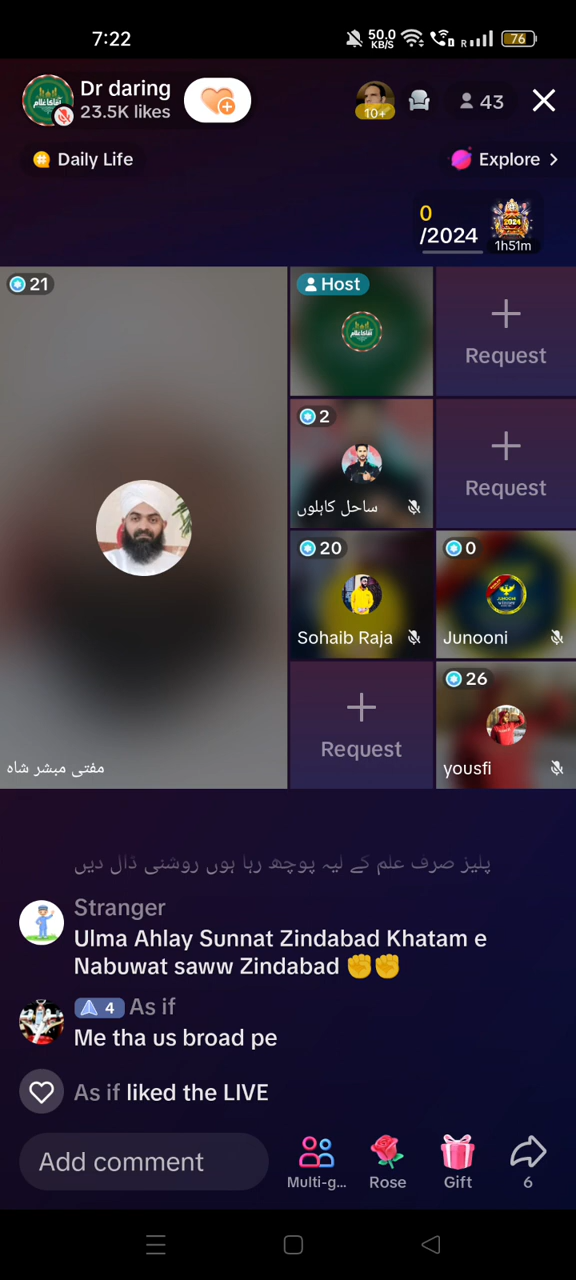 7:22
50.0
KB/S
R
76
Dr daring
23.5K likes
10+
43
Daily Life
Explore
0
/2024
2024
1h51m
21
Host
Request
2
ساحل کاہلوں
Request
20
Sohaib Raja
0
Junooni
Request
26
yousfi
مفتی مبشر شاہ
پلیز صرف علم کے لیہ پوچھ رہا ہوں روشنی ڈال دیں
Stranger
Ulma Ahlay Sunnat Zindabad Khatam e
Nabuwat saww Zindabad ✊✊
4 As if
Me tha us broad pe
As if liked the LIVE
Add comment
Multi-g...
Rose
Gift
6